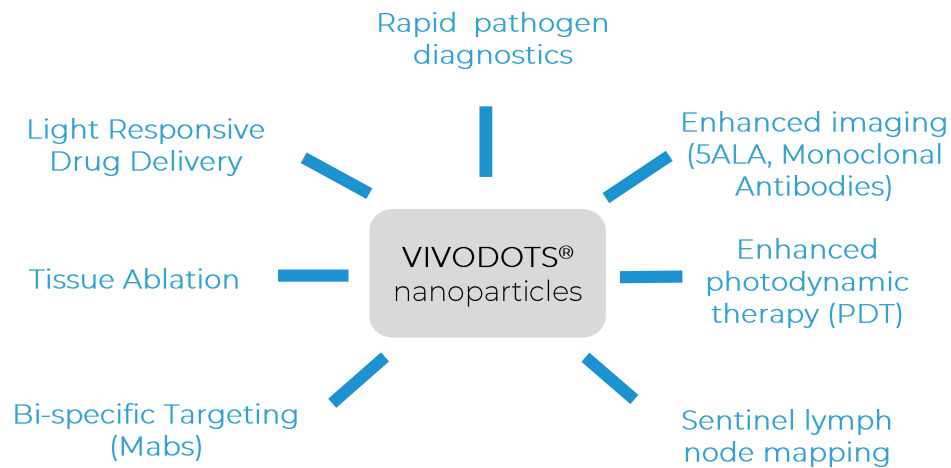 Rapid pathogen
diagnostics
Light Responsive
Drug Delivery
Enhanced imaging
(5ALA, Monoclonal
Antibodies)
VIVODOTS®
nanoparticles
Tissue Ablation
Enhanced
photodynamic
therapy (PDT)
Bi-specific Targeting
(Mabs)
Sentinel lymph
node mapping